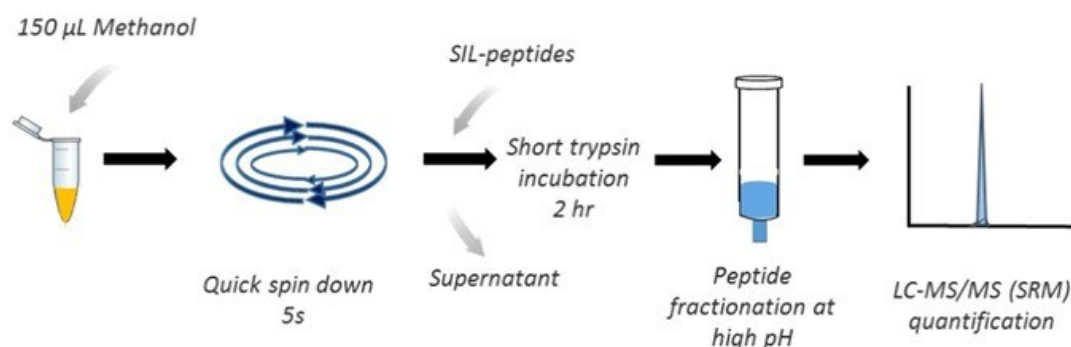 150 µL Methanol
SIL-peptides
Short trypsin
incubation
2 hr
Quick spin down
5s
Supernatant
Peptide
fractionation at
high pH
LC-MS/MS (SRM)
quantification